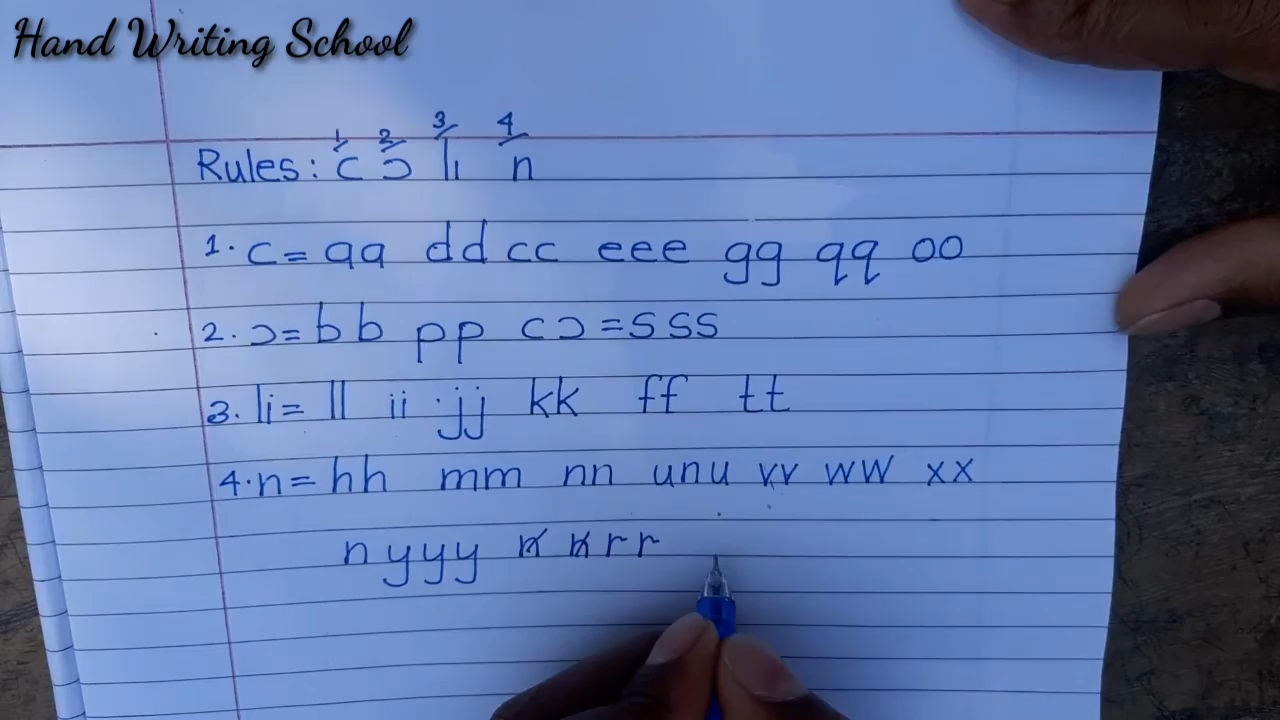 Hand Writing School
1 2 3 4
Rules: c ɔ li n
1. c = aa dd cc eee gg qq oo
2. ɔ = bb pp cɔ = sss
3. li = ll ii jj kk ff tt
4. n = hh mm nn unu vv ww xx
n yyy r r